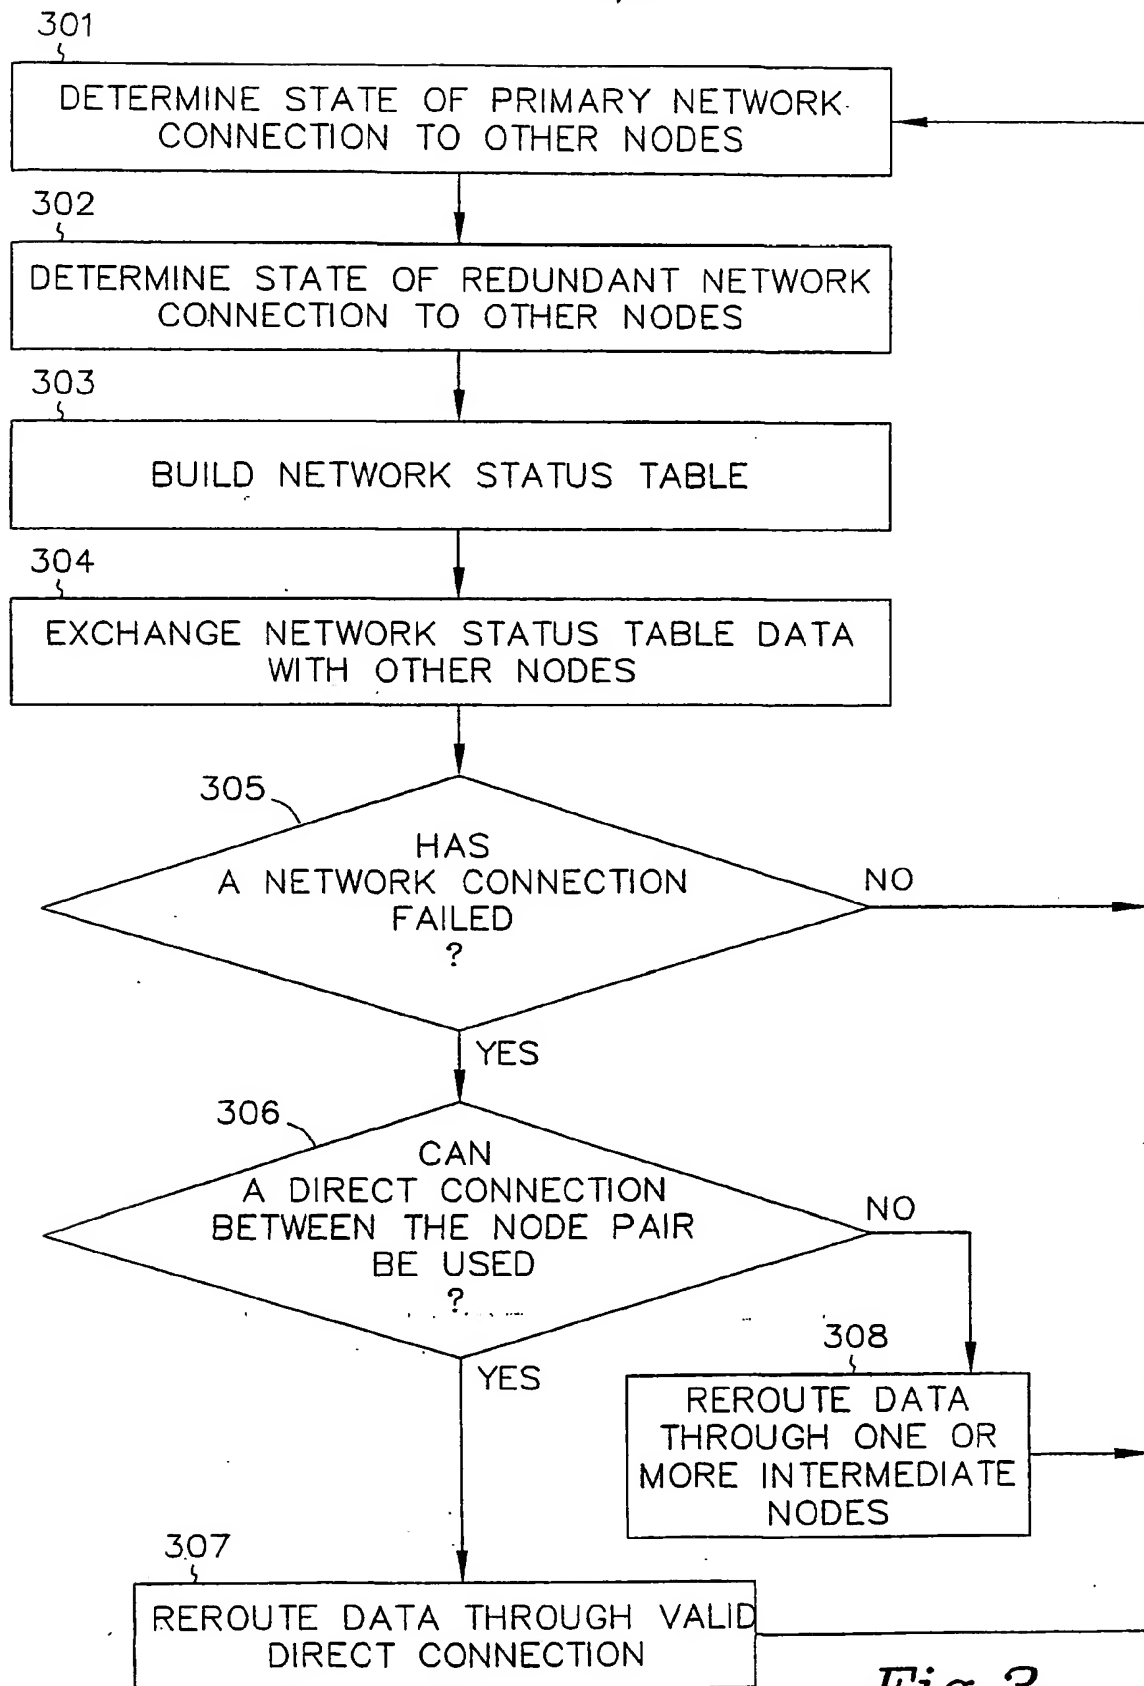 301
DETERMINE STATE OF PRIMARY NETWORK
CONNECTION TO OTHER NODES
302
DETERMINE STATE OF REDUNDANT NETWORK
CONNECTION TO OTHER NODES
303
BUILD NETWORK STATUS TABLE
304
EXCHANGE NETWORK STATUS TABLE DATA
WITH OTHER NODES
305
HAS
A NETWORK CONNECTION
FAILED
?
NO
YES
306
CAN
A DIRECT CONNECTION
BETWEEN THE NODE PAIR
BE USED
?
NO
YES
308
REROUTE DATA
THROUGH ONE OR
MORE INTERMEDIATE
NODES
307
REROUTE DATA THROUGH VALID
DIRECT CONNECTION
Fig. 3